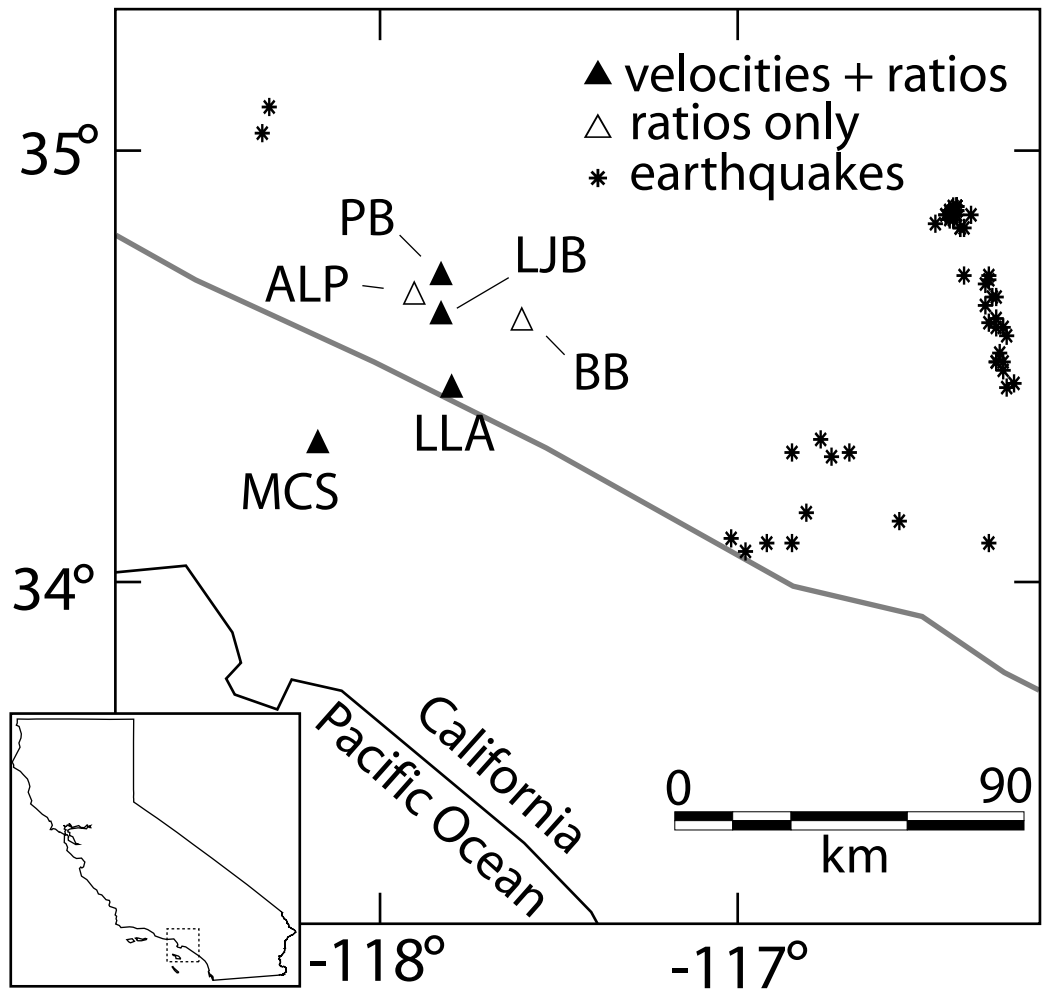 velocities + ratios
ratios only
earthquakes
35°
PB
LJB
ALP
BB
LLA
MCS
34°
California
Pacific Ocean
0 90
km
-118° -117°